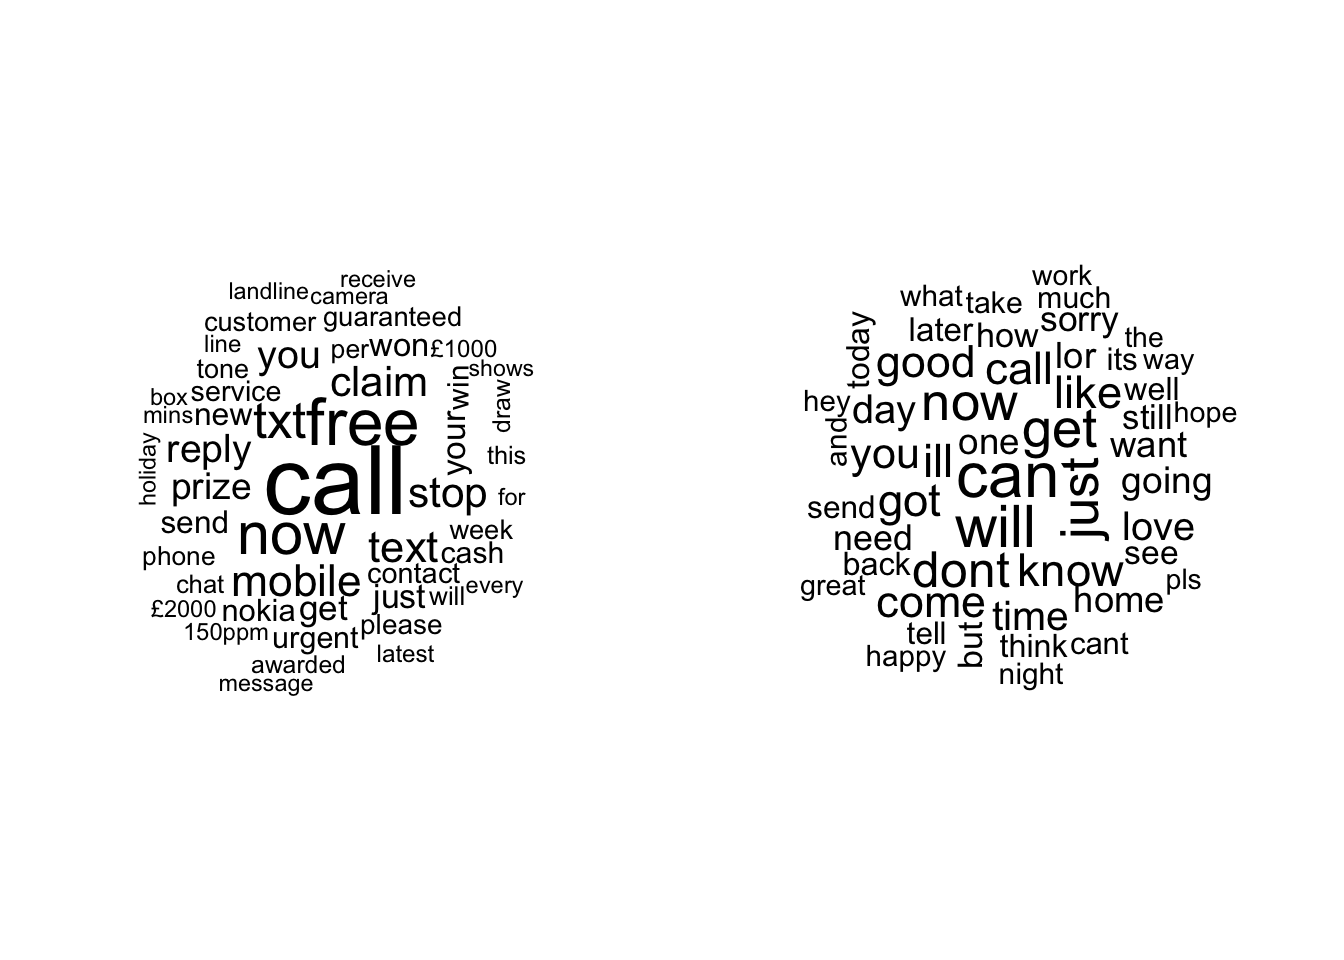 receive
landline
camera
customer
guaranteed
line
you
per
won
£1000
tone
claim
shows
box
service
win
draw
mins
new
txt
free
your
reply
this
holiday
call
prize
stop
for
send
now
week
phone
text
cash
chat
mobile
contact
just
will
every
£2000
nokia
get
150ppm
urgent
please
awarded
latest
message
work
what
take
much
today
later
how
sorry
the
good
call
lor
its
way
hey
day
now
like
well
still
hope
and
you
ill
one
get
want
can
just
going
send
got
will
love
need
back
dont
know
see
great
come
time
home
pls
tell
but
think
cant
happy
night